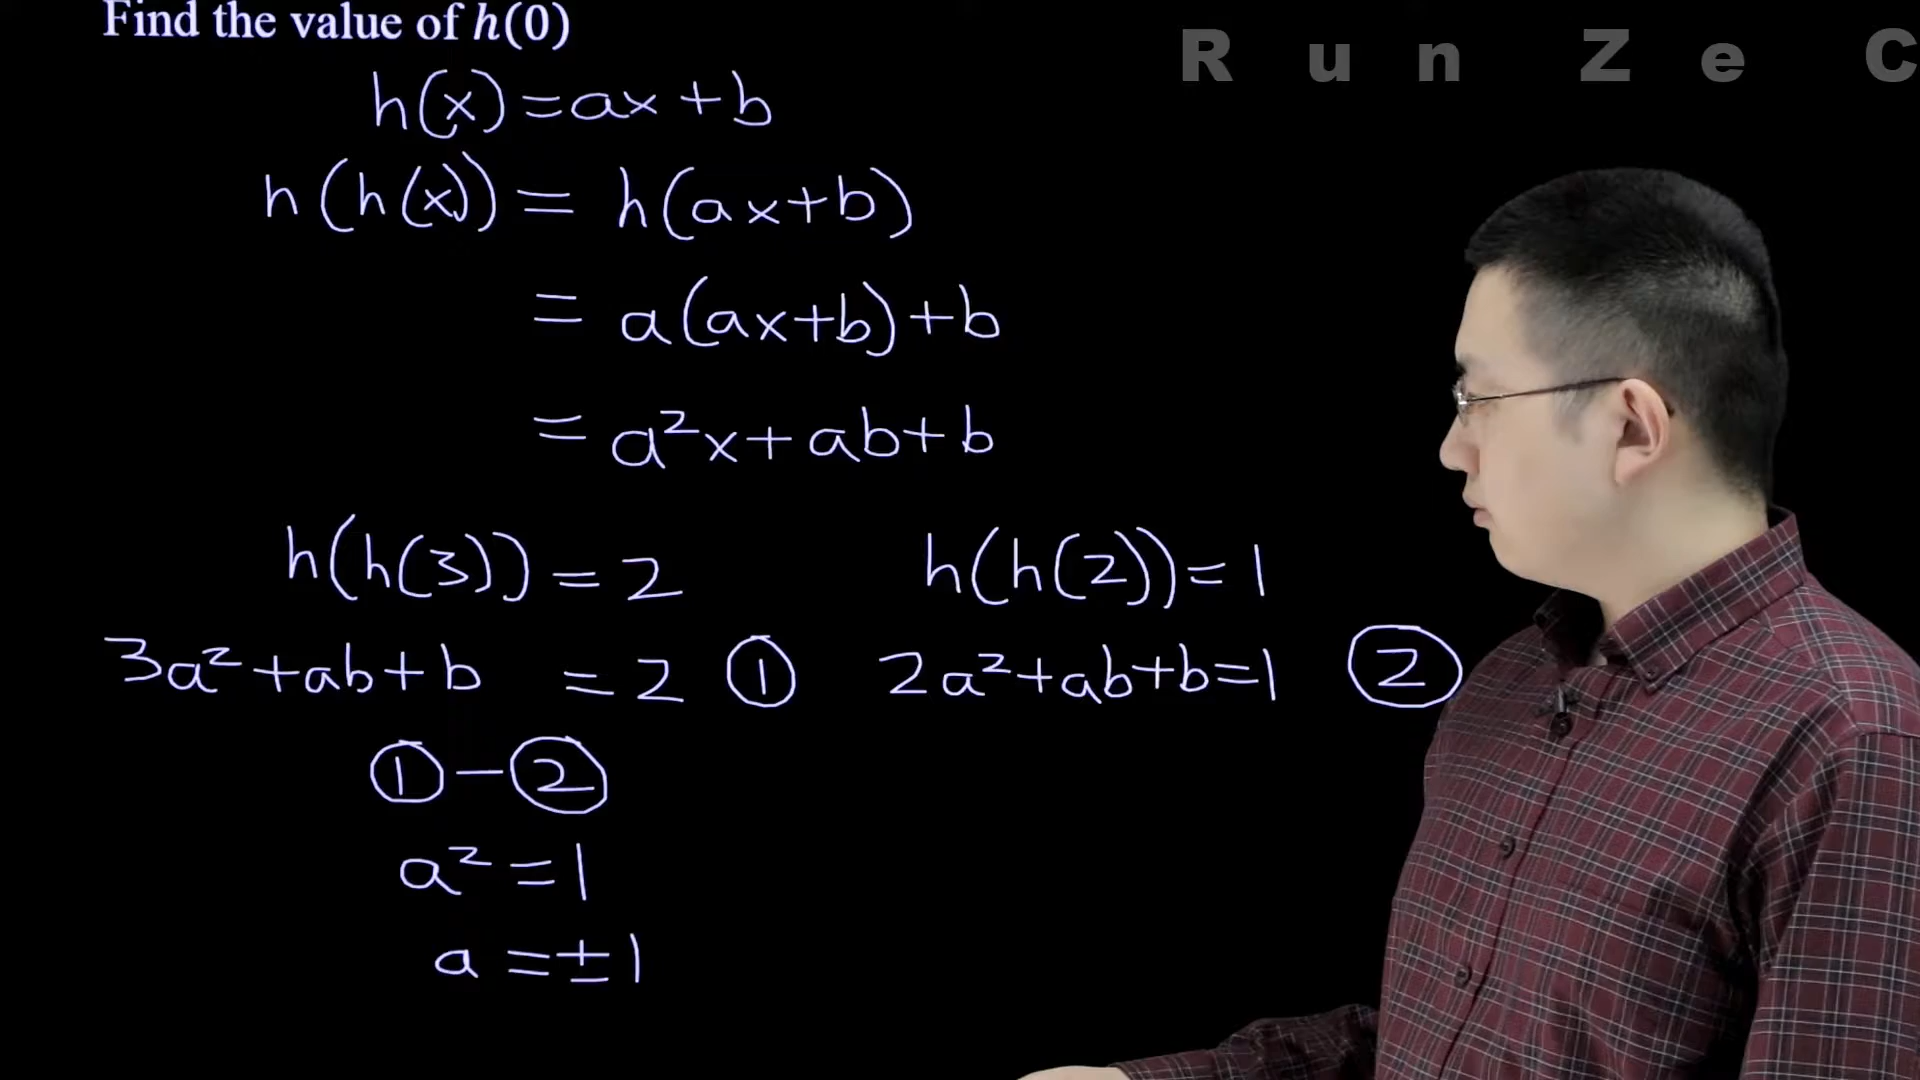 Find the value of h(0)
R u n Z e C
h(x)=ax+b
h(h(x))= h(ax+b)
= a(ax+b)+b
= a²x+ab+b
h(h(3))=2 h(h(2))=1
3a²+ab+b =2 ① 2a²+ab+b=1 ②
①-②
a²=1
a=±1